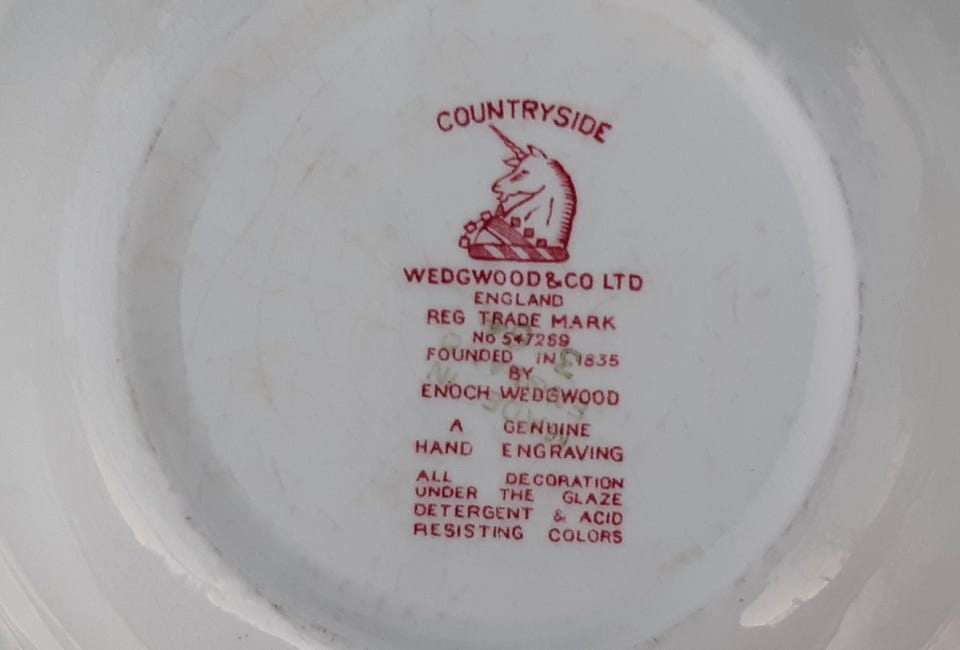 COUNTRYSIDE
WEDGWOOD & CO LTD
ENGLAND
REG TRADE MARK
No 547289
FOUNDED IN 1835
BY
ENOCH WEDGWOOD
A GENUINE
HAND ENGRAVING
ALL DECORATION
UNDER THE GLAZE
DETERGENT & ACID
RESISTING COLORS